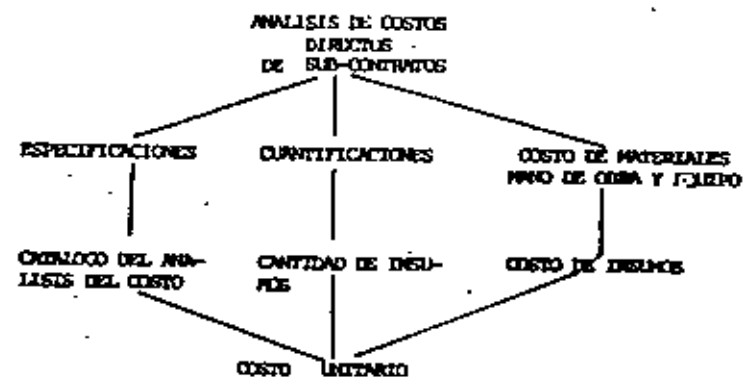 ANALISIS DE COSTOS
DIRECTOS
DE SUB-CONTRATOS
ESPECIFICACIONES
CUANTIFICACIONES
COSTO DE MATERIALES
MANO DE OBRA Y EQUIPO
CATALOGO DEL ANA-
LISIS DEL COSTO
CANTIDAD DE INSU-
MOS
COSTO DE INSUMOS
COSTO UNITARIO